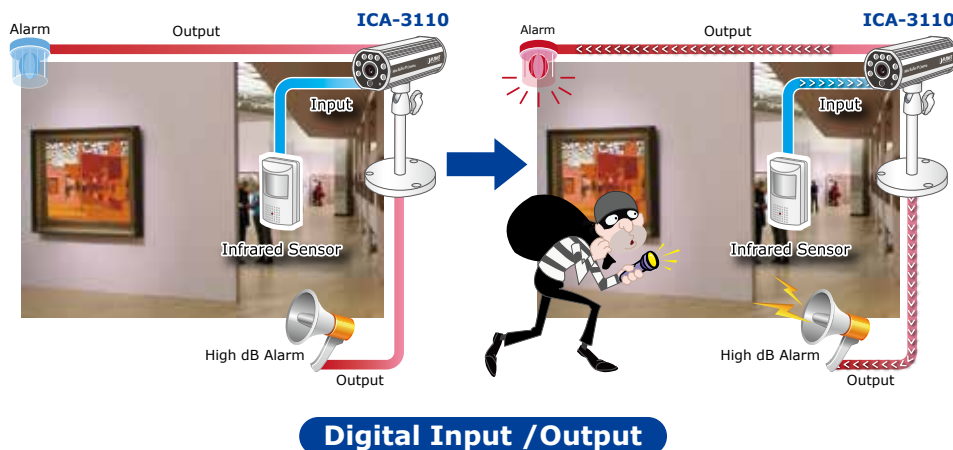 ICA-3110
Alarm
Output
Input
Infrared Sensor
High dB Alarm
Output
ICA-3110
Alarm
Output
Input
Infrared Sensor
High dB Alarm
Output
Digital Input /Output